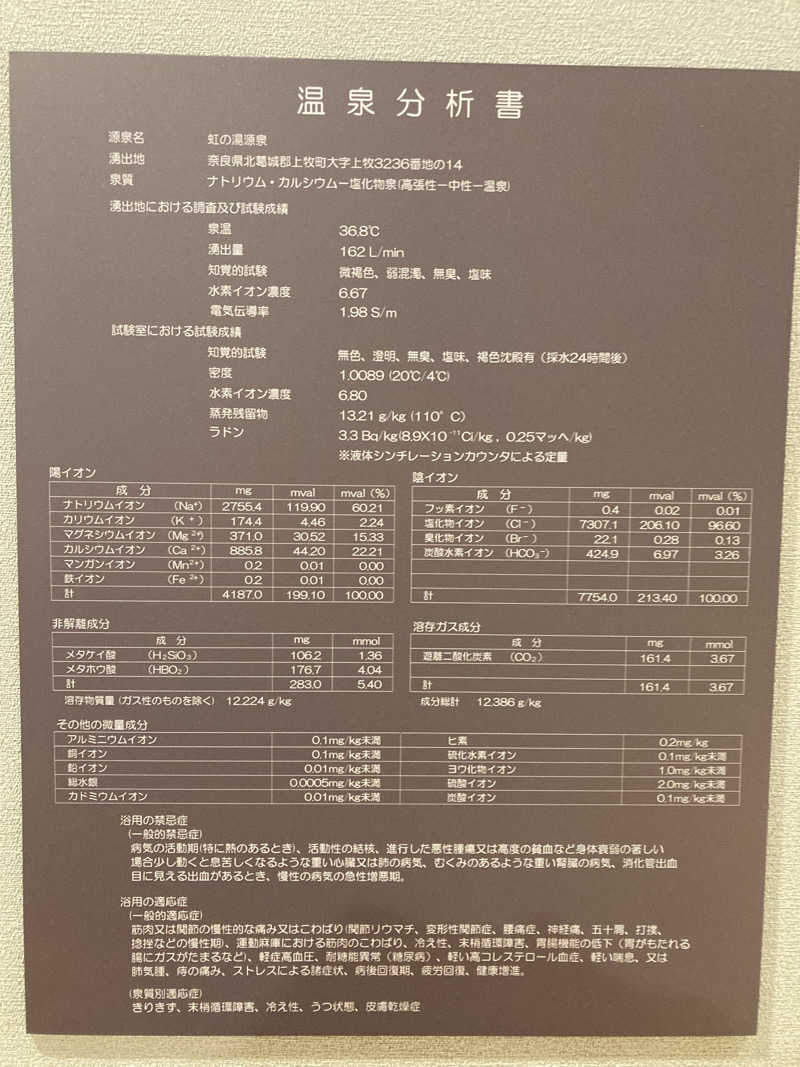 温泉分析書
源泉名 虹の湯源泉
湧出地 奈良県北葛城郡上牧町大字上牧3236番地の14
泉質 ナトリウム・カルシウムー塩化物泉(高張性ー中性ー温泉)
湧出地における調査及び試験成績
泉温 36.8℃
湧出量 162 L/min
知覚的試験 微褐色、弱混濁、無臭、塩味
水素イオン濃度 6.67
電気伝導率 1.98 S/m
試験室における試験成績
知覚的試験 無色、澄明、無臭、塩味、褐色沈殿有（採水24時間後）
密度 1.0089 (20℃/4℃)
水素イオン濃度 6.80
蒸発残留物 13.21 g/kg (110°C)
ラドン 3.3 Bq/kg(8.9X10⁻¹¹Ci/kg , 0.25マッヘ/kg)
※液体シンチレーションカウンタによる定量
陽イオン
成 分 mg mval mval (%)
ナトリウムイオン (Na⁺) 2755.4 119.90 60.21
カリウムイオン (K⁺) 174.4 4.46 2.24
マグネシウムイオン (Mg²⁺) 371.0 30.52 15.33
カルシウムイオン (Ca²⁺) 885.8 44.20 22.21
マンガンイオン (Mn²⁺) 0.2 0.01 0.00
鉄イオン (Fe²⁺) 0.2 0.01 0.00
計 4187.0 199.10 100.00
陰イオン
成 分 mg mval mval (%)
フッ素イオン (F⁻) 0.4 0.02 0.01
塩化物イオン (Cl⁻) 7307.1 206.10 96.60
臭化物イオン (Br⁻) 22.1 0.28 0.13
炭酸水素イオン (HCO₃⁻) 424.9 6.97 3.26
計 7754.0 213.40 100.00
非解離成分
成 分 mg mmol
メタケイ酸 (H₂SiO₃) 106.2 1.36
メタホウ酸 (HBO₂) 176.7 4.04
計 283.0 5.40
溶存物質量 (ガス性のものを除く) 12.224 g/kg
溶存ガス成分
成 分 mg mmol
遊離二酸化炭素 (CO₂) 161.4 3.67
計 161.4 3.67
成分総計 12.386 g/kg
その他の微量成分
アルミニウムイオン 0.1mg/kg未満 ヒ素 0.2mg/kg
銅イオン 0.1mg/kg未満 硫化水素イオン 0.1mg/kg未満
鉛イオン 0.01mg/kg未満 ヨウ化物イオン 1.0mg/kg未満
総水銀 0.0005mg/kg未満 硫酸イオン 2.0mg/kg未満
カドミウムイオン 0.01mg/kg未満 炭酸イオン 0.1mg/kg未満
浴用の禁忌症
(一般的禁忌症)
病気の活動期(特に熱のあるとき)、活動性の結核、進行した悪性腫瘍又は高度の貧血など身体衰弱の著しい
場合少し動くと息苦しくなるような重い心臓又は肺の病気、むくみのあるような重い腎臓の病気、消化管出血
目に見える出血があるとき、慢性の病気の急性増悪期。
浴用の適応症
(一般的適応症)
筋肉又は関節の慢性的な痛み又はこわばり(関節リウマチ、変形性関節症、腰痛症、神経痛、五十肩、打撲、
捻挫などの慢性期)、運動麻庫における筋肉のこわばり、冷え性、末梢循環障害、胃腸機能の低下（胃がもたれる
腸にガスがたまるなど)、軽症高血圧、耐糖能異常（糖尿病）、軽い高コレステロール血症、軽い喘息、又は
肺気腫、痔の痛み、ストレスによる諸症状、病後回復期、疲労回復、健康増進。
(泉質別適応症)
きりきず、末梢循環障害、冷え性、うつ状態、皮膚乾燥症